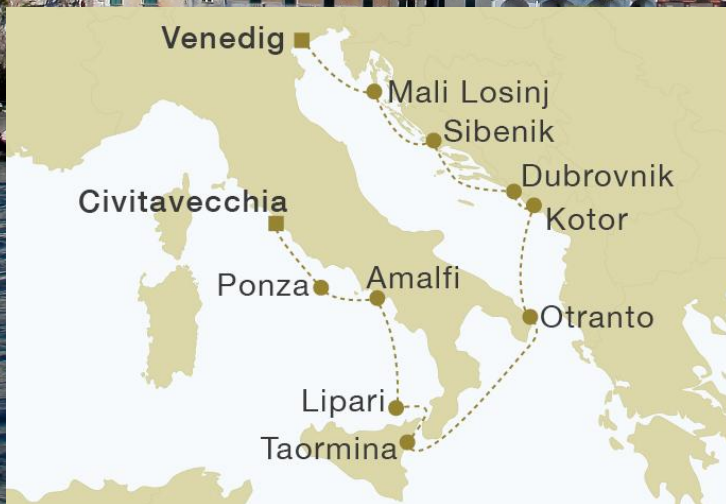 Venedig
Mali Losinj
Sibenik
Dubrovnik
Kotor
Civitavecchia
Ponza
Amalfi
Otranto
Lipari
Taormina